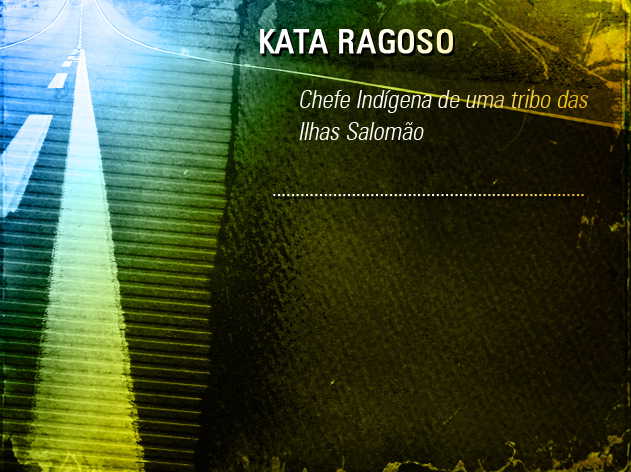 KATA RAGOSO
Chefe Indígena de uma tribo das
Ilhas Salomão